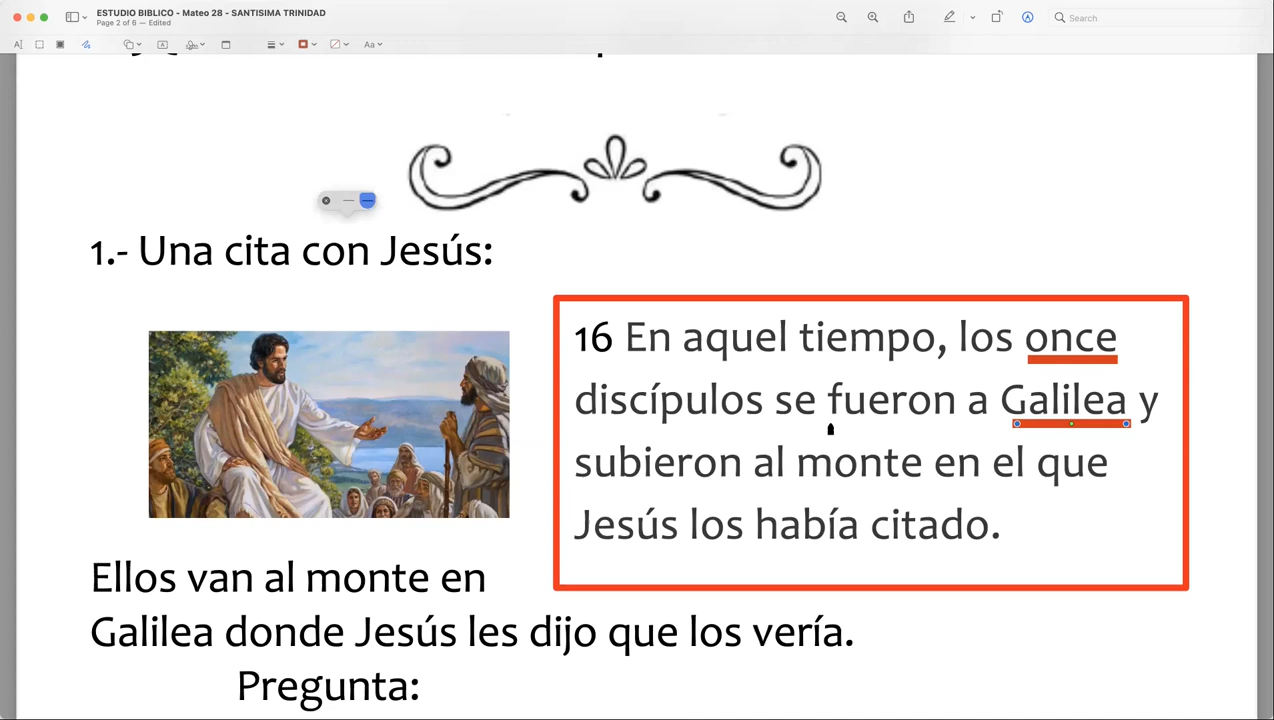 ESTUDIO BIBLICO - Mateo 28 - SANTISIMA TRINIDAD
Page 2 of 6 — Edited
Search
Aa
1.- Una cita con Jesús:
16 En aquel tiempo, los once
discípulos se fueron a Galilea y
subieron al monte en el que
Jesús los había citado.
Ellos van al monte en
Galilea donde Jesús les dijo que los vería.
Pregunta: